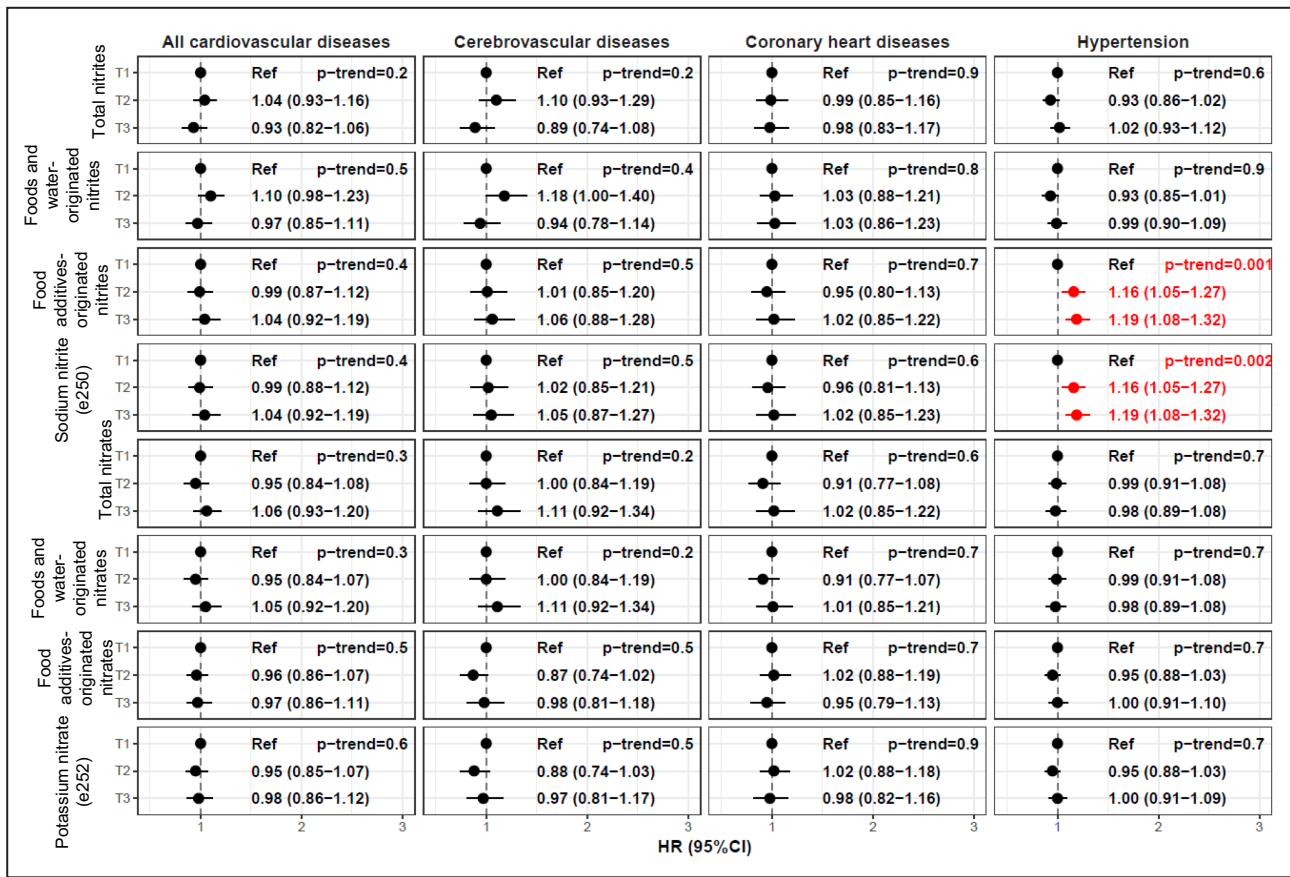 All cardiovascular diseases Cerebrovascular diseases Coronary heart diseases Hypertension
Total nitrites
T1 Ref p−trend=0.2 Ref p−trend=0.2 Ref p−trend=0.9 Ref p−trend=0.6
T2 1.04 (0.93−1.16) 1.10 (0.93−1.29) 0.99 (0.85−1.16) 0.93 (0.86−1.02)
T3 0.93 (0.82−1.06) 0.89 (0.74−1.08) 0.98 (0.83−1.17) 1.02 (0.93−1.12)
Foods and
water-
originated
nitrites
T1 Ref p−trend=0.5 Ref p−trend=0.4 Ref p−trend=0.8 Ref p−trend=0.9
T2 1.10 (0.98−1.23) 1.18 (1.00−1.40) 1.03 (0.88−1.21) 0.93 (0.85−1.01)
T3 0.97 (0.85−1.11) 0.94 (0.78−1.14) 1.03 (0.86−1.23) 0.99 (0.90−1.09)
Food
additives-
originated
nitrites
T1 Ref p−trend=0.4 Ref p−trend=0.5 Ref p−trend=0.7 Ref p−trend=0.001
T2 0.99 (0.87−1.12) 1.01 (0.85−1.20) 0.95 (0.80−1.13) 1.16 (1.05−1.27)
T3 1.04 (0.92−1.19) 1.06 (0.88−1.28) 1.02 (0.85−1.22) 1.19 (1.08−1.32)
Sodium nitrite
(e250)
T1 Ref p−trend=0.4 Ref p−trend=0.5 Ref p−trend=0.6 Ref p−trend=0.002
T2 0.99 (0.88−1.12) 1.02 (0.85−1.21) 0.96 (0.81−1.13) 1.16 (1.05−1.27)
T3 1.04 (0.92−1.19) 1.05 (0.87−1.27) 1.02 (0.85−1.23) 1.19 (1.08−1.32)
Total nitrates
T1 Ref p−trend=0.3 Ref p−trend=0.2 Ref p−trend=0.6 Ref p−trend=0.7
T2 0.95 (0.84−1.08) 1.00 (0.84−1.19) 0.91 (0.77−1.08) 0.99 (0.91−1.08)
T3 1.06 (0.93−1.20) 1.11 (0.92−1.34) 1.02 (0.85−1.22) 0.98 (0.89−1.08)
Foods and
water-
originated
nitrates
T1 Ref p−trend=0.3 Ref p−trend=0.2 Ref p−trend=0.7 Ref p−trend=0.7
T2 0.95 (0.84−1.07) 1.00 (0.84−1.19) 0.91 (0.77−1.07) 0.99 (0.91−1.08)
T3 1.05 (0.92−1.20) 1.11 (0.92−1.34) 1.01 (0.85−1.21) 0.98 (0.89−1.08)
Food
additives-
originated
nitrates
T1 Ref p−trend=0.5 Ref p−trend=0.5 Ref p−trend=0.7 Ref p−trend=0.7
T2 0.96 (0.86−1.07) 0.87 (0.74−1.02) 1.02 (0.88−1.19) 0.95 (0.88−1.03)
T3 0.97 (0.86−1.11) 0.98 (0.81−1.18) 0.95 (0.79−1.13) 1.00 (0.91−1.10)
Potassium nitrate
(e252)
T1 Ref p−trend=0.6 Ref p−trend=0.5 Ref p−trend=0.9 Ref p−trend=0.7
T2 0.95 (0.85−1.07) 0.88 (0.74−1.03) 1.02 (0.88−1.18) 0.95 (0.88−1.03)
T3 0.98 (0.86−1.12) 0.97 (0.81−1.17) 0.98 (0.82−1.16) 1.00 (0.91−1.09)
1 2 3 1 2 3 1 2 3 1 2 3
HR (95%CI)